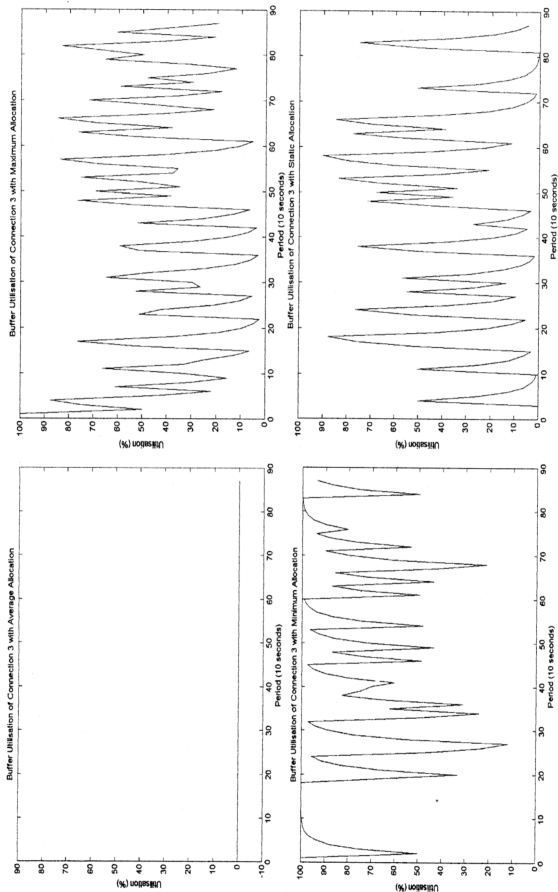 Buffer Utilisation of Connection 3 with Average Allocation
Utilisation (%)
90
80
70
60
50
40
30
20
10
0
-10
0 10 20 30 40 50 60 70 80 90
Period (10 seconds)
Buffer Utilisation of Connection 3 with Maximum Allocation
Utilisation (%)
100
90
80
70
60
50
40
30
20
10
0
0 10 20 30 40 50 60 70 80 90
Period (10 seconds)
Buffer Utilisation of Connection 3 with Minimum Allocation
Utilisation (%)
100
90
80
70
60
50
40
30
20
10
0
0 10 20 30 40 50 60 70 80 90
Period (10 seconds)
Buffer Utilisation of Connection 3 with Static Allocation
Utilisation (%)
100
90
80
70
60
50
40
30
20
10
0
0 10 20 30 40 50 60 70 80 90
Period (10 seconds)